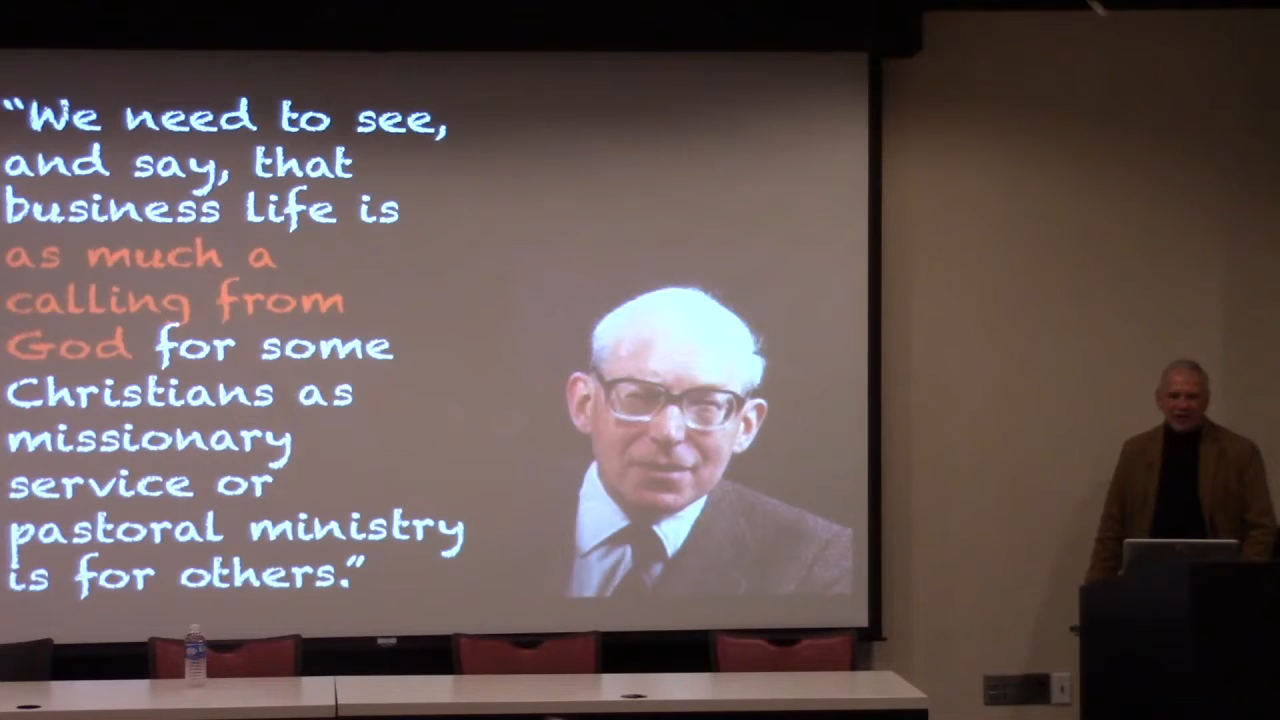 “We need to see,
and say, that
business life is
as much a
calling from
God for some
Christians as
missionary
service or
pastoral ministry
is for others.”